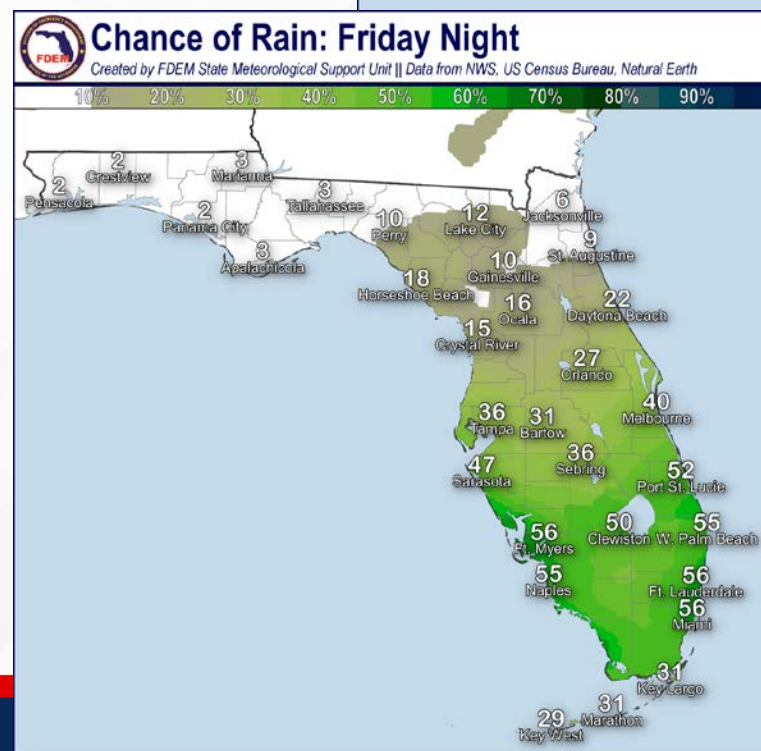 FDEM
Chance of Rain: Friday Night
Created by FDEM State Meteorological Support Unit || Data from NWS, US Census Bureau, Natural Earth
10% 20% 30% 40% 50% 60% 70% 80% 90%
2
Crestview
3
Marianna
2
Pensacola
3
Tallahassee
6
Jacksonville
2
Panama City
10
Perry
12
Lake City
9
St. Augustine
3
Apalachicola
10
Gainesville
18
Horseshoe Beach
16
Ocala
22
Daytona Beach
15
Crystal River
27
Orlando
40
Melbourne
36
Tampa
31
Bartow
36
Sebring
47
Sarasota
52
Port St. Lucie
56
Ft. Myers
50
Clewiston
55
W. Palm Beach
55
Naples
56
Ft. Lauderdale
56
Miami
31
Key Largo
31
Marathon
29
Key West